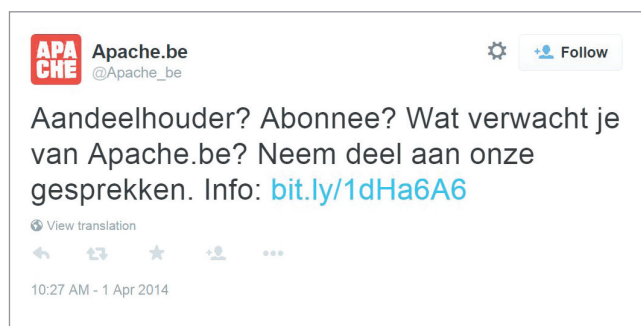 APA
CHE
Apache.be
@Apache_be
Follow
Aandeelhouder? Abonnee? Wat verwacht je
van Apache.be? Neem deel aan onze
gesprekken. Info: bit.ly/1dHa6A6
View translation
10:27 AM - 1 Apr 2014